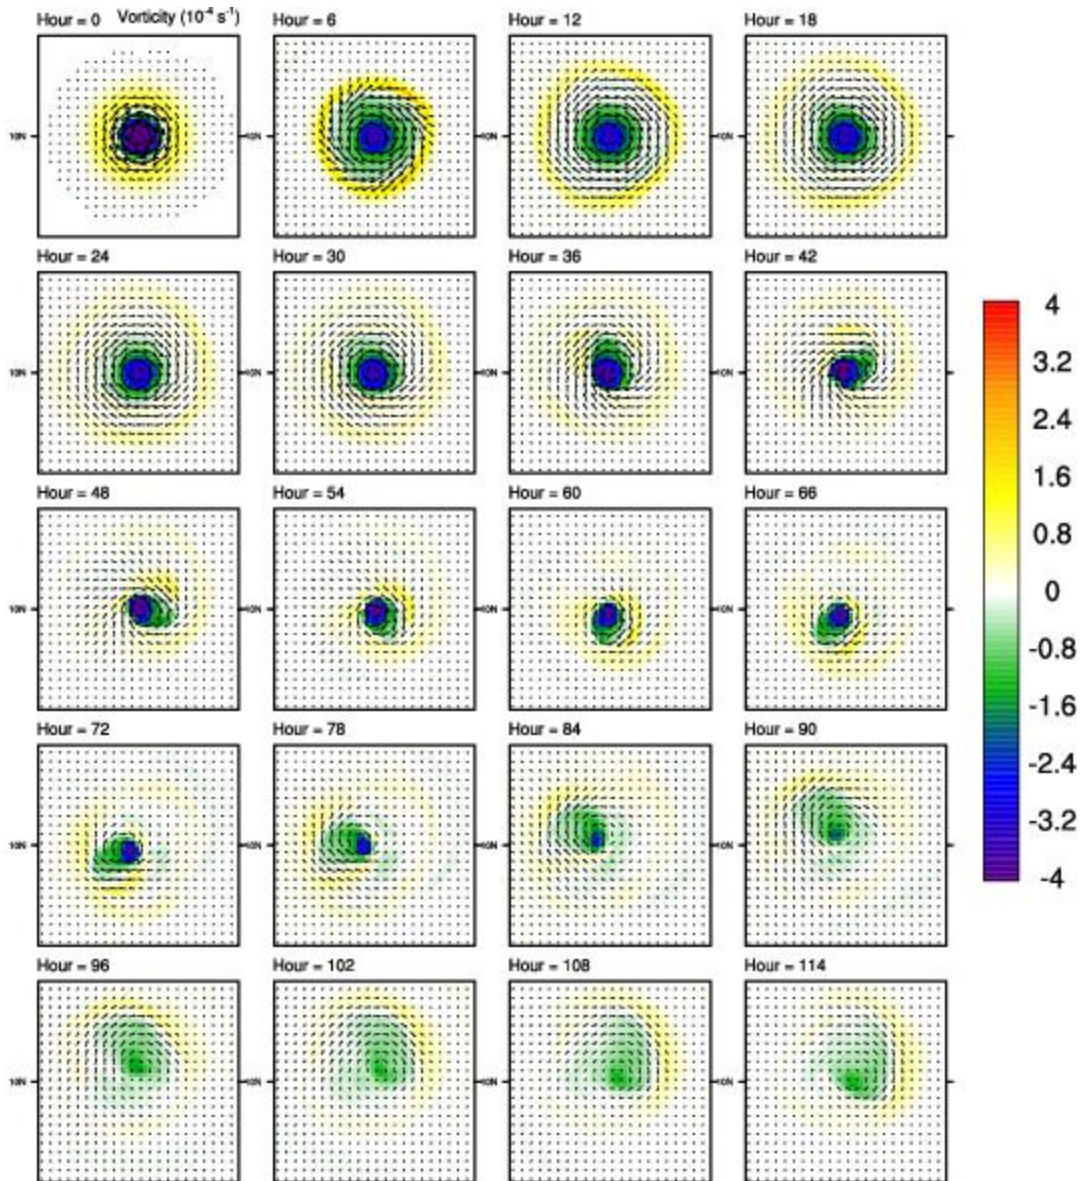 Hour = 0 Vorticity (10⁻⁴ s⁻¹) Hour = 6 Hour = 12 Hour = 18
Hour = 24 Hour = 30 Hour = 36 Hour = 42
Hour = 48 Hour = 54 Hour = 60 Hour = 66
Hour = 72 Hour = 78 Hour = 84 Hour = 90
Hour = 96 Hour = 102 Hour = 108 Hour = 114
4
3.2
2.4
1.6
0.8
0
-0.8
-1.6
-2.4
-3.2
-4